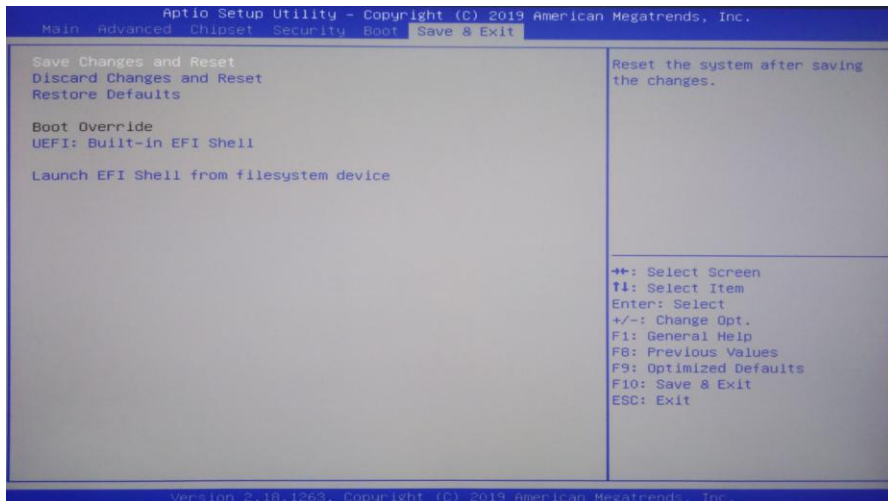 Aptio Setup Utility - Copyright (C) 2019 American Megatrends, Inc.
Main Advanced Chipset Security Boot Save & Exit
Save Changes and Reset
Discard Changes and Reset
Restore Defaults
Boot Override
UEFI: Built-in EFI Shell
Launch EFI Shell from filesystem device
Reset the system after saving
the changes.
→←: Select Screen
↑↓: Select Item
Enter: Select
+/-: Change Opt.
F1: General Help
F8: Previous Values
F9: Optimized Defaults
F10: Save & Exit
ESC: Exit
Version 2.18.1263. Copyright (C) 2019 American Megatrends, Inc.